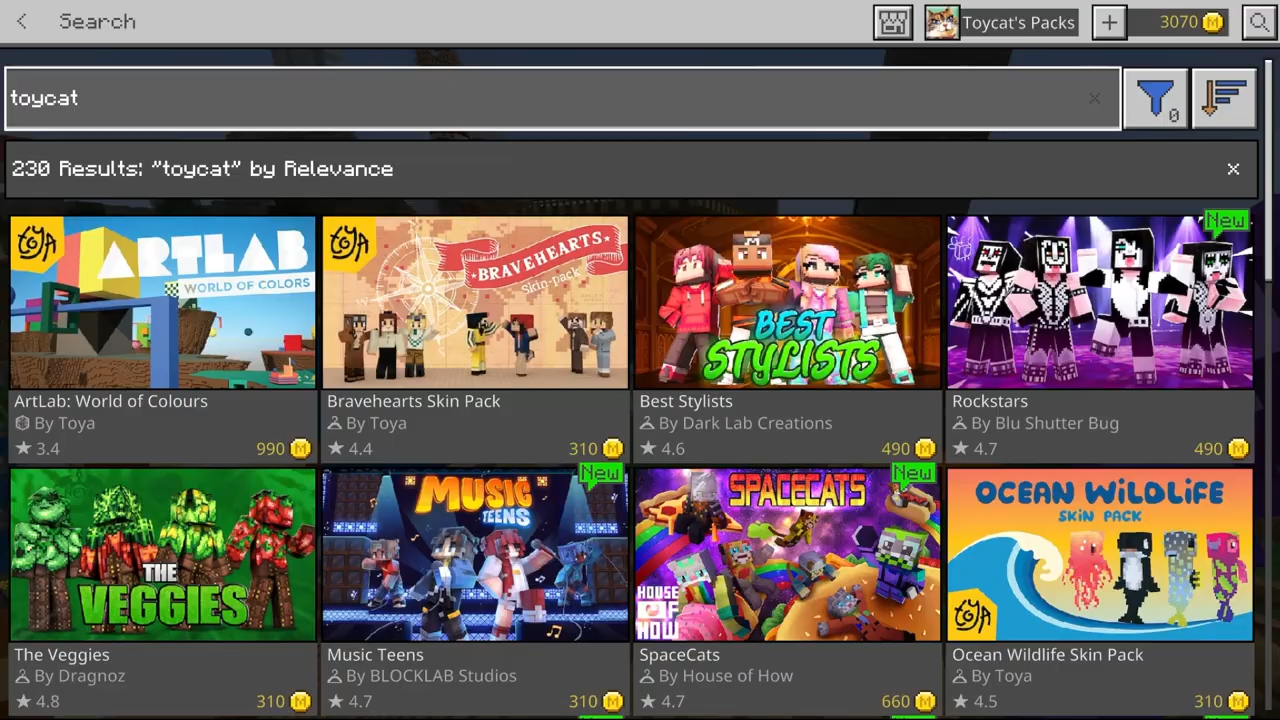 Search
Toycat's Packs
3070
toycat
0
230 Results: "toycat" by Relevance
TOYA
ARTLAB
WORLD OF COLORS
ArtLab: World of Colours
By Toya
3.4
990
TOYA
BRAVEHEARTS
Skin-pack
Bravehearts Skin Pack
By Toya
4.4
310
BEST
STYLISTS
Best Stylists
By Dark Lab Creations
4.6
490
New
Rockstars
By Blu Shutter Bug
4.7
490
THE
VEGGIES
The Veggies
By Dragnoz
4.8
310
New
MUSIC
TEENS
Music Teens
By BLOCKLAB Studios
4.7
310
New
SPACECATS
HOUSE
OF
HOW
SpaceCats
By House of How
4.7
660
OCEAN WILDLIFE
SKIN PACK
TOYA
Ocean Wildlife Skin Pack
By Toya
4.5
310